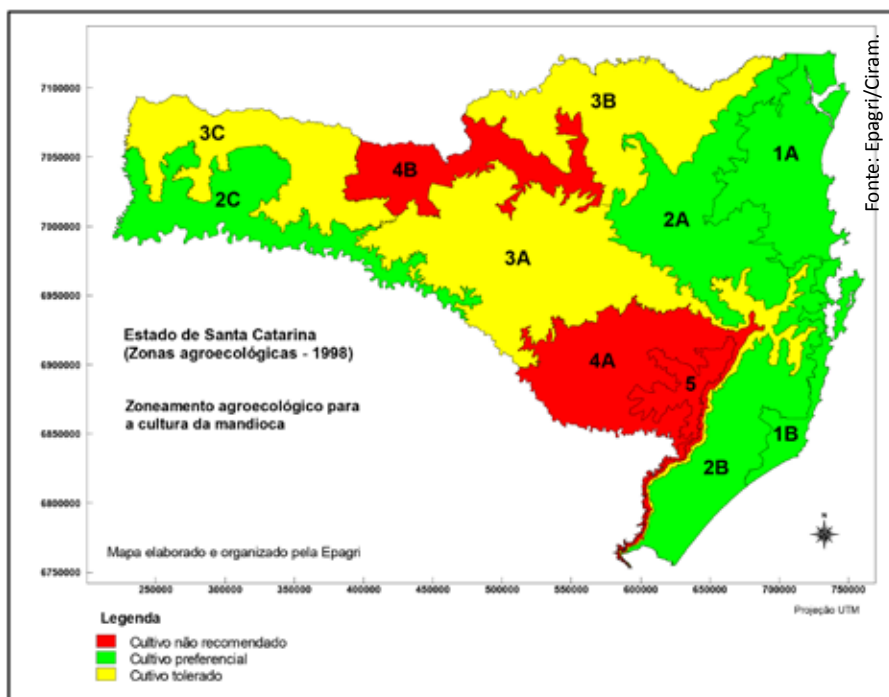 Fonte: Epagri/Ciram.
7100000
7050000
7000000
6950000
6900000
6850000
6800000
6750000
3C
2C
4B
3B
1A
2A
3A
4A
5
2B
1B
Estado de Santa Catarina
(Zonas agroecológicas - 1998)
Zoneamento agroecológico para
a cultura da mandioca
Mapa elaborado e organizado pela Epagri
N
250000 300000 350000 400000 450000 500000 550000 600000 650000 700000 750000
Projeção UTM
Legenda
Cultivo não recomendado
Cultivo preferencial
Cutivo tolerado